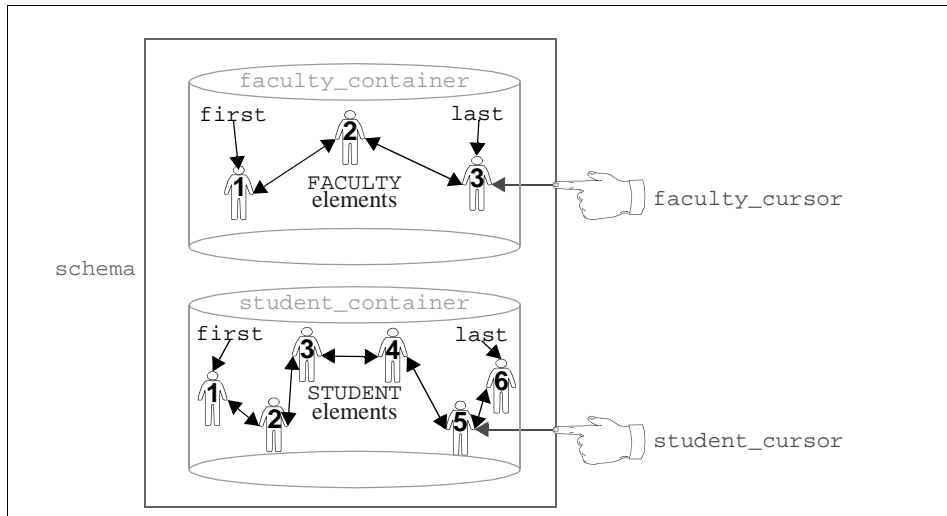 faculty_container
first
last
1
2
3
FACULTY
elements
faculty_cursor
schema
student_container
first
last
1
2
3
4
5
6
STUDENT
elements
student_cursor